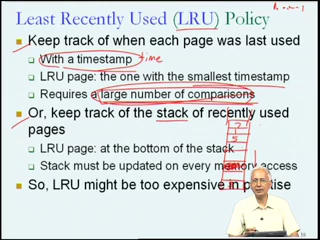 Least Recently Used (LRU) Policy
Keep track of when each page was last used
With a timestamp time
LRU page: the one with the smallest timestamp
Requires a large number of comparisons
Or, keep track of the stack of recently used
pages
2
5
LRU page: at the bottom of the stack
Stack must be updated on every memory access
So, LRU might be too expensive in practise